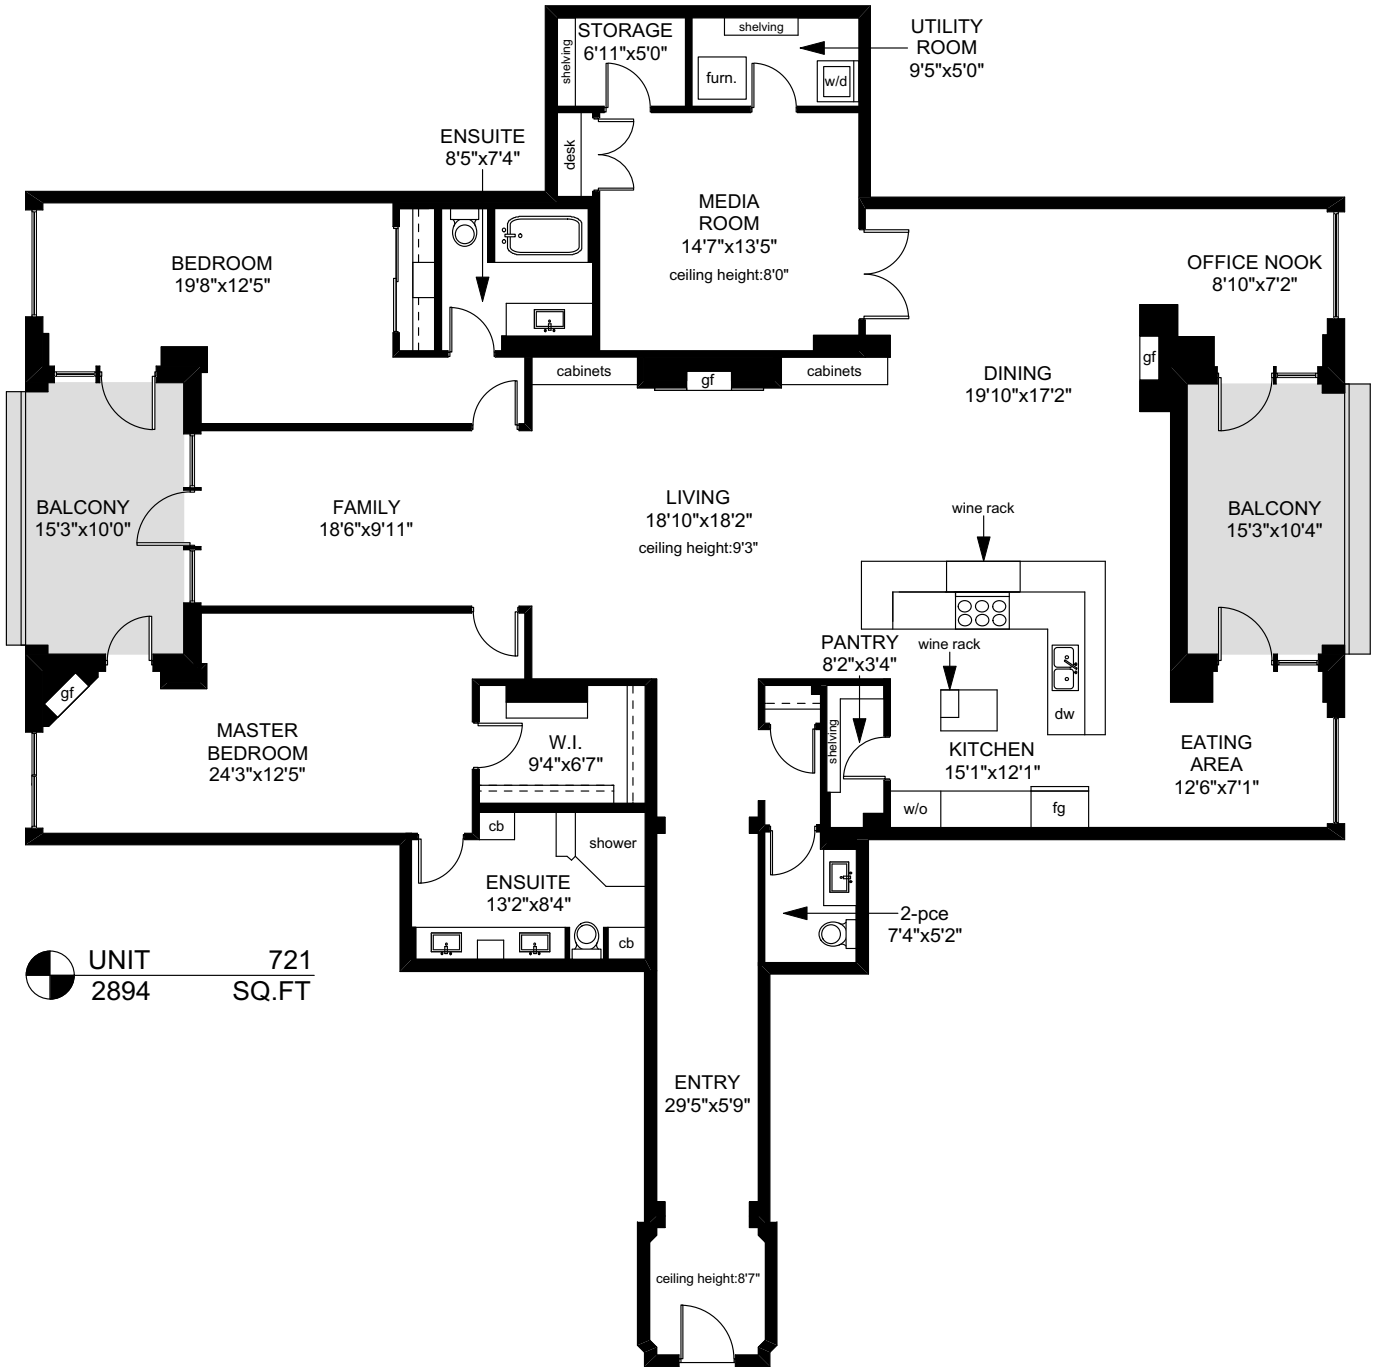 STORAGE
6'11"x5'0"
shelving
shelving
furn.
w/d
UTILITY
ROOM
9'5"x5'0"
ENSUITE
8'5"x7'4"
desk
MEDIA
ROOM
14'7"x13'5"
ceiling height:8'0"
BEDROOM
19'8"x12'5"
OFFICE NOOK
8'10"x7'2"
cabinets
gf
cabinets
DINING
19'10"x17'2"
gf
BALCONY
15'3"x10'0"
FAMILY
18'6"x9'11"
LIVING
18'10"x18'2"
ceiling height:9'3"
wine rack
BALCONY
15'3"x10'4"
PANTRY
8'2"x3'4"
wine rack
gf
MASTER
BEDROOM
24'3"x12'5"
W.I.
9'4"x6'7"
shelving
dw
KITCHEN
15'1"x12'1"
EATING
AREA
12'6"x7'1"
w/o
fg
cb
shower
ENSUITE
13'2"x8'4"
cb
2-pce
7'4"x5'2"
UNIT 721
2894 SQ.FT
ENTRY
29'5"x5'9"
ceiling height:8'7"